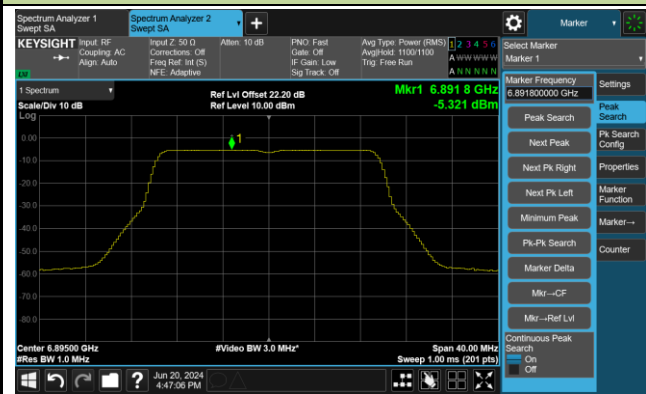 Spectrum Analyzer 1
Swept SA
Spectrum Analyzer 2
Swept SA
+
Marker
KEYSIGHT
Input: RF
Coupling: AC
Align: Auto
Input Z: 50 Ω
Corrections: Off
Freq Ref: Int (S)
NFE: Adaptive
Atten: 10 dB
PNO: Fast
Gate: Off
IF Gain: Low
Sig Track: Off
Avg Type: Power (RMS)
Avg|Hold: 1100/1100
Trig: Free Run
1 2 3 4 5 6
A W W W W W
A N N N N N
Select Marker
Marker 1
1 Spectrum
Scale/Div 10 dB
Log
Ref Lvl Offset 22.20 dB
Ref Level 10.00 dBm
Mkr1 6.891 8 GHz
-5.321 dBm
0.00
-10.0
-20.0
-30.0
-40.0
-50.0
-60.0
-70.0
-80.0
1
Center 6.89500 GHz
#Res BW 1.0 MHz
#Video BW 3.0 MHz*
Span 40.00 MHz
Sweep 1.00 ms (201 pts)
Marker Frequency
6.891800000 GHz
Peak Search
Next Peak
Next Pk Right
Next Pk Left
Minimum Peak
Pk-Pk Search
Marker Delta
Mkr→CF
Mkr→Ref Lvl
Continuous Peak
Search
On
Off
Settings
Peak
Search
Pk Search
Config
Properties
Marker
Function
Marker→
Counter
?
Jun 20, 2024
4:47:06 PM